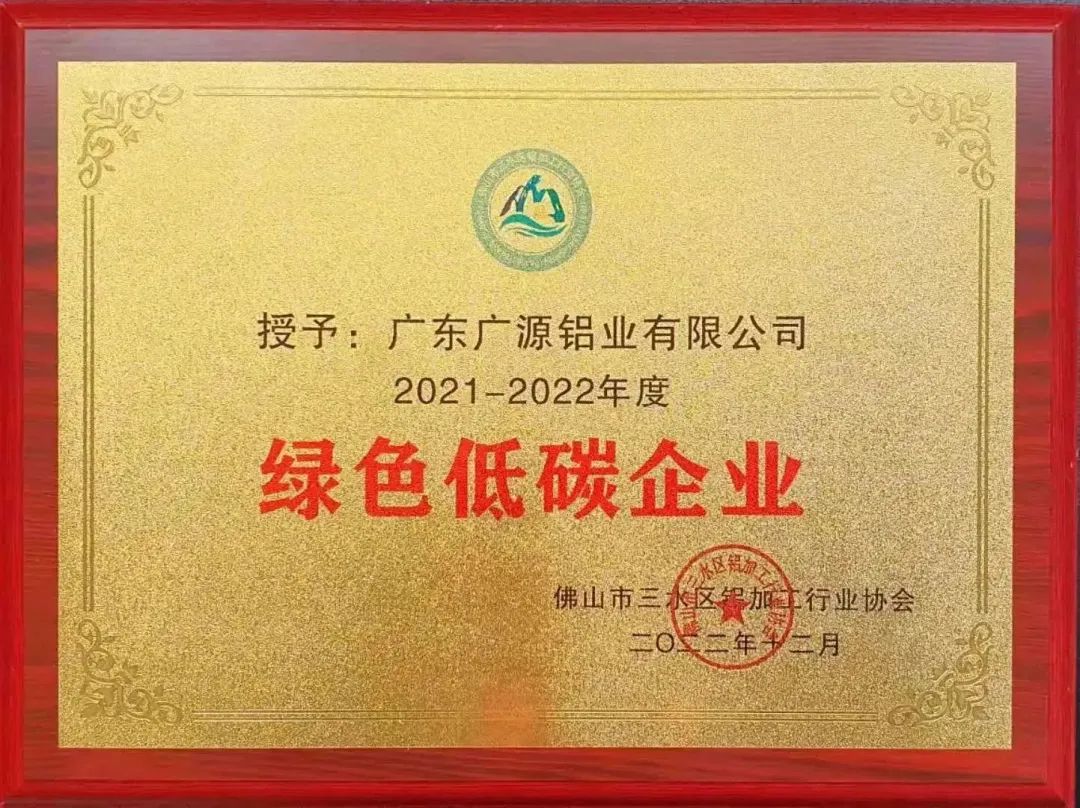 授予：广东广源铝业有限公司
2021-2022年度
绿色低碳企业
佛山市三水区铝加工行业协会
二〇二二年十二月